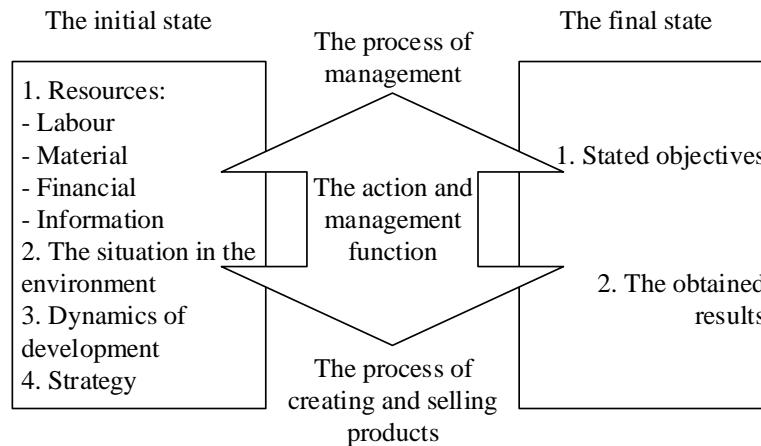 The initial state
1. Resources:
- Labour
- Material
- Financial
- Information
2. The situation in the
environment
3. Dynamics of
development
4. Strategy
The process of
management
The action and
management
function
The process of
creating and selling
products
The final state
1. Stated objectives
2. The obtained
results